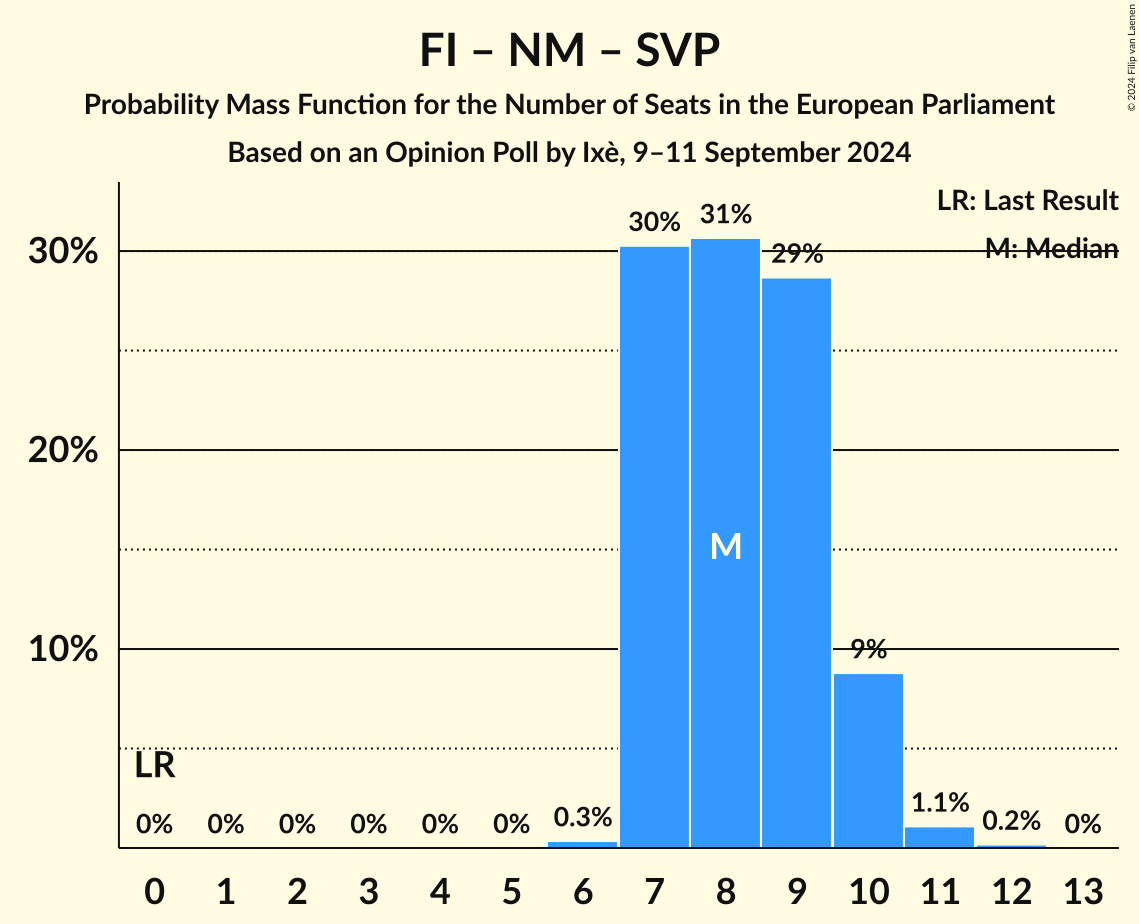 FI – NM – SVP
Probability Mass Function for the Number of Seats in the European Parliament
Based on an Opinion Poll by Ixè, 9–11 September 2024
© 2024 Filip van Laenen
LR: Last Result
M: Median
30%
20%
10%
30%
31%
29%
9%
M
LR
0%
0%
0%
0%
0%
0%
0.3%
1.1%
0.2%
0%
0 1 2 3 4 5 6 7 8 9 10 11 12 13